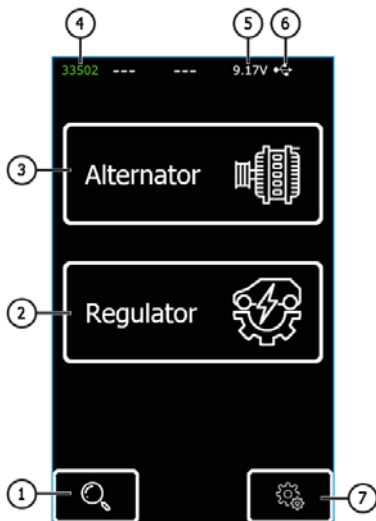 4 5 6
33502 --- --- 9.17V
3 Alternator
2 Regulator
1 7